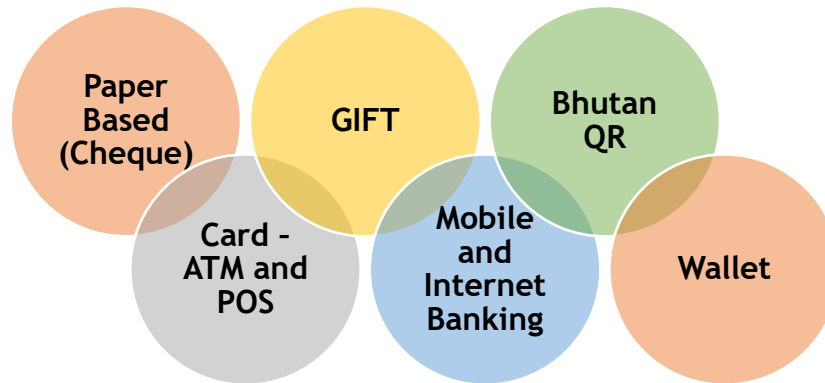 Paper
Based
(Cheque)
GIFT
Bhutan
QR
Card –
ATM and
POS
Mobile
and
Internet
Banking
Wallet